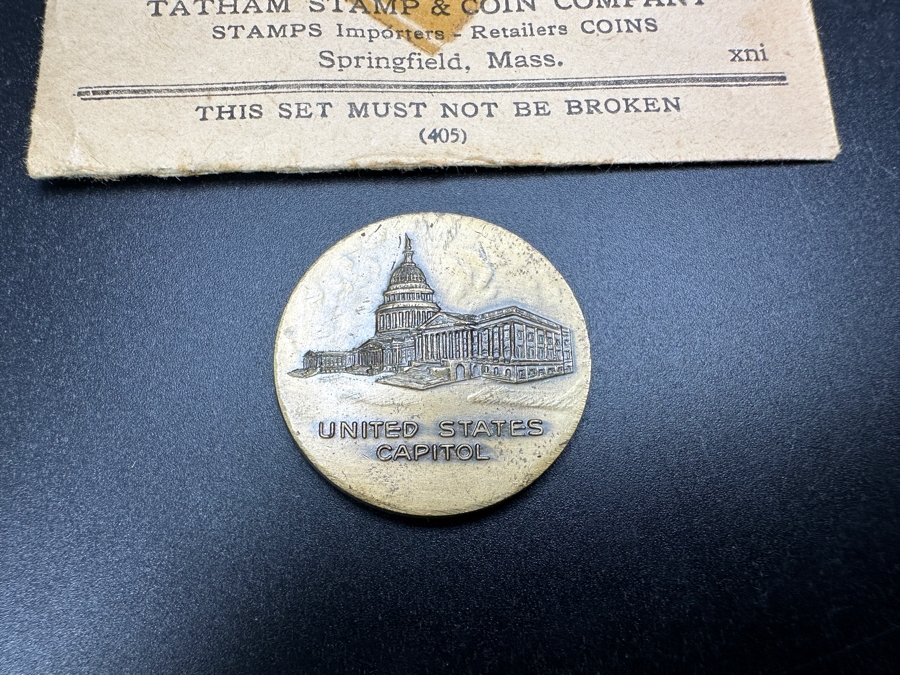 TATHAM STAMP & COIN COMPANY
STAMPS Importers - Retailers COINS
Springfield, Mass. xni
THIS SET MUST NOT BE BROKEN
(405)
UNITED STATES
CAPITOL